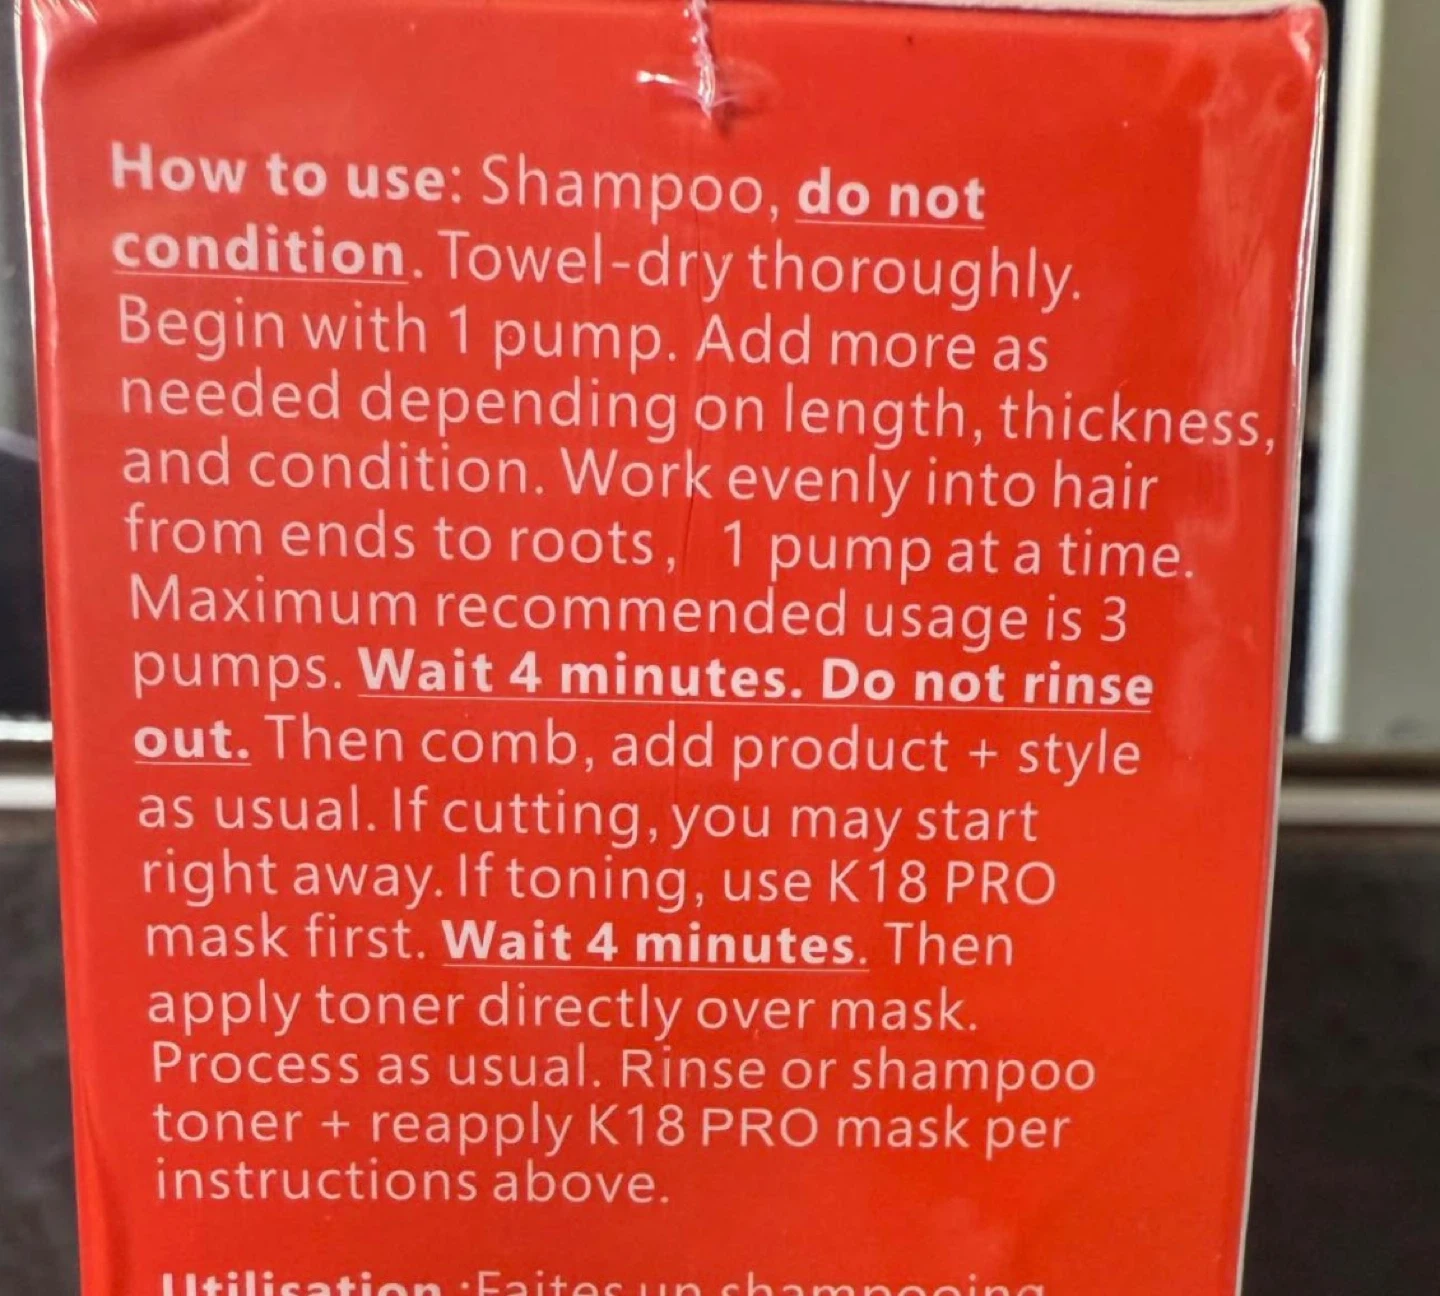 How to use: Shampoo, do not
condition. Towel-dry thoroughly.
Begin with 1 pump. Add more as
needed depending on length, thickness,
and condition. Work evenly into hair
from ends to roots, 1 pump at a time.
Maximum recommended usage is 3
pumps. Wait 4 minutes. Do not rinse
out. Then comb, add product + style
as usual. If cutting, you may start
right away. If toning, use K18 PRO
mask first. Wait 4 minutes. Then
apply toner directly over mask.
Process as usual. Rinse or shampoo
toner + reapply K18 PRO mask per
instructions above.
Utilisation : Faites un shampooing